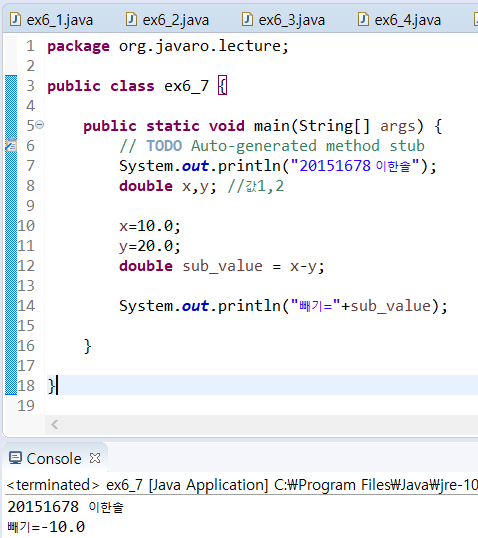 ex6_1.java ex6_2.java ex6_3.java ex6_4.java
1 package org.javaro.lecture;
2
3 public class ex6_7 {
4
5 public static void main(String[] args) {
6 // TODO Auto-generated method stub
7 System.out.println("20151678 이한솔");
8 double x,y; //값1,2
9
10 x=10.0;
11 y=20.0;
12 double sub_value = x-y;
13
14 System.out.println("빼기="+sub_value);
15
16 }
17
18 }
19
Console
<terminated> ex6_7 [Java Application] C:₩Program Files₩Java₩jre-10
20151678 이한솔
빼기=-10.0